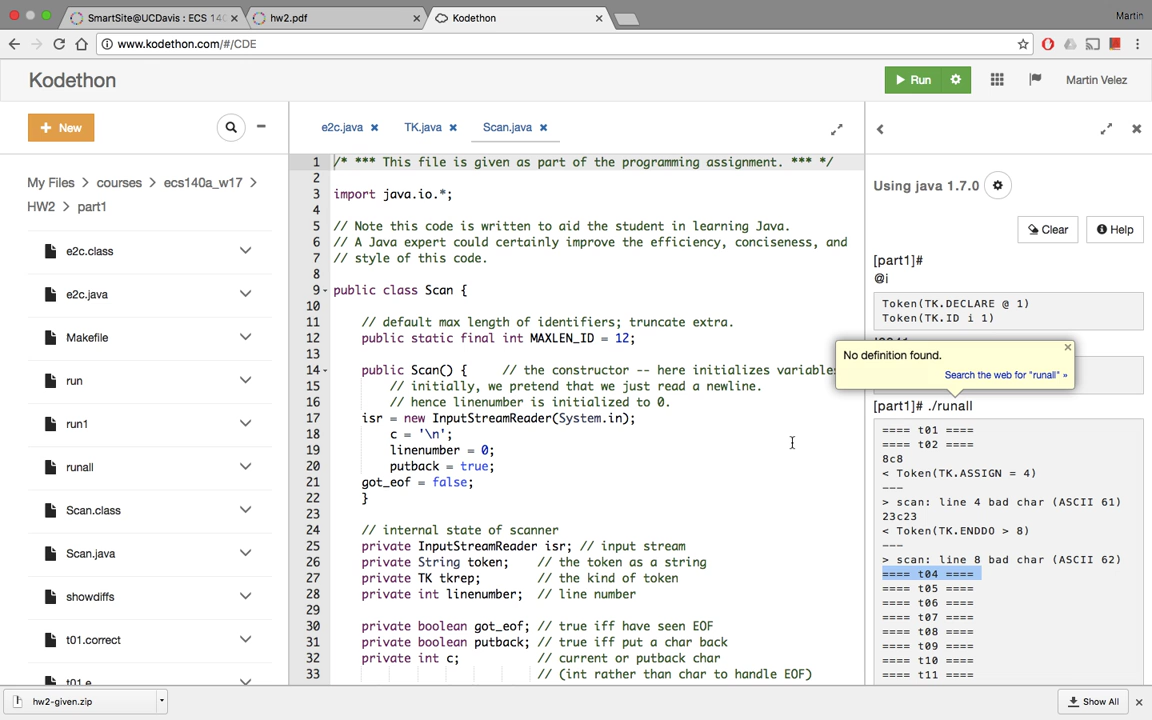 SmartSite@UCDavis : ECS 140
hw2.pdf
Kodethon
Martin
www.kodethon.com/#/CDE
Kodethon
Run
Martin Velez
New
My Files > courses > ecs140a_w17 >
HW2 > part1
e2c.class
e2c.java
Makefile
run
run1
runall
Scan.class
Scan.java
showdiffs
t01.correct
t01.e
e2c.java
TK.java
Scan.java
1 /* *** This file is given as part of the programming assignment. *** */
2
3 import java.io.*;
4
5 // Note this code is written to aid the student in learning Java.
6 // A Java expert could certainly improve the efficiency, conciseness, and
7 // style of this code.
8
9 public class Scan {
10
11 // default max length of identifiers; truncate extra.
12 public static final int MAXLEN_ID = 12;
13
14 public Scan() { // the constructor -- here initializes variables
15 // initially, we pretend that we just read a newline.
16 // hence linenumber is initialized to 0.
17 isr = new InputStreamReader(System.in);
18 c = '\n';
19 linenumber = 0;
20 putback = true;
21 got_eof = false;
22 }
23
24 // internal state of scanner
25 private InputStreamReader isr; // input stream
26 private String token; // the token as a string
27 private TK tkrep; // the kind of token
28 private int linenumber; // line number
29
30 private boolean got_eof; // true iff have seen EOF
31 private boolean putback; // true iff put a char back
32 private int c; // current or putback char
33 // (int rather than char to handle EOF)
Using java 1.7.0
Clear
Help
[part1]#
@i
Token(TK.DECLARE @ 1)
Token(TK.ID i 1)
No definition found.
Search the web for "runall" »
[part1]# ./runall
==== t01 ====
==== t02 ====
8c8
< Token(TK.ASSIGN = 4)
---
> scan: line 4 bad char (ASCII 61)
23c23
< Token(TK.ENDDO > 8)
---
> scan: line 8 bad char (ASCII 62)
==== t04 ====
==== t05 ====
==== t06 ====
==== t07 ====
==== t08 ====
==== t09 ====
==== t10 ====
==== t11 ====
hw2-given.zip
Show All